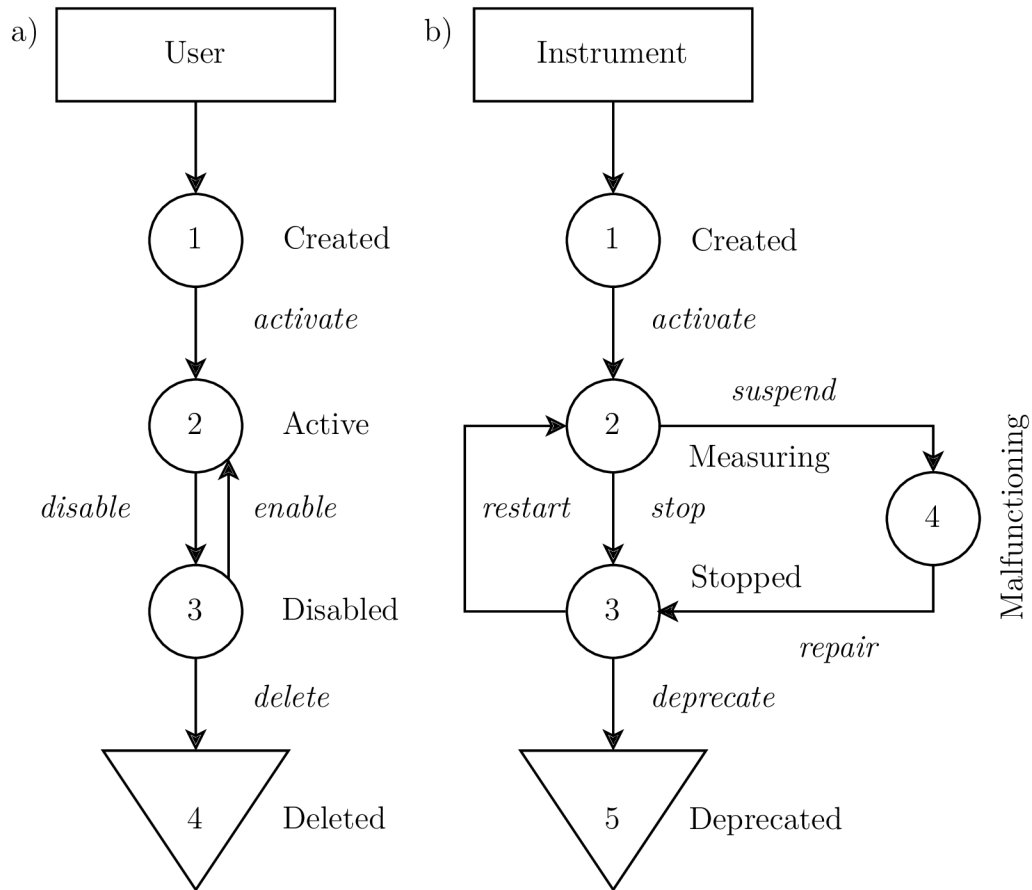 a)
User
1
Created
activate
2
Active
disable
enable
3
Disabled
delete
4
Deleted
b)
Instrument
1
Created
activate
suspend
2
Measuring
restart
stop
4
Malfunctioning
Stopped
3
repair
deprecate
5
Deprecated